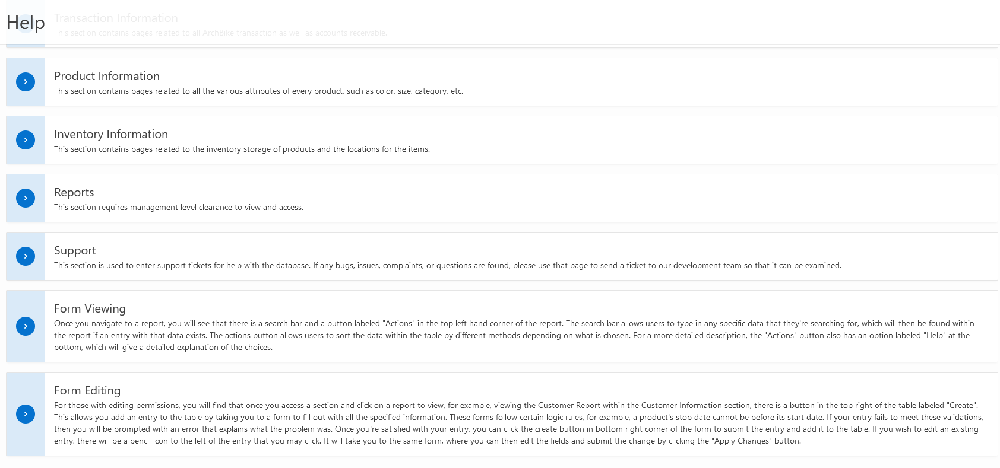 Help
Transaction Information
This section contains pages related to all ArchBike transaction as well as accounts receivable.
Product Information
This section contains pages related to all the various attributes of every product, such as color, size, category, etc.
Inventory Information
This section contains pages related to the inventory storage of products and the locations for the items.
Reports
This section requires management level clearance to view and access.
Support
This section is used to enter support tickets for help with the database. If any bugs, issues, complaints, or questions are found, please use that page to send a ticket to our development team so that it can be examined.
Form Viewing
Once you navigate to a report, you will see that there is a search bar and a button labeled "Actions" in the top left hand corner of the report. The search bar allows users to type in any specific data that they're searching for, which will then be found within
the report if an entry with that data exists. The actions button allows users to sort the data within the table by different methods depending on what is chosen. For a more detailed description, the "Actions" button also has an option labeled "Help" at the
bottom, which will give a detailed explanation of the choices.
Form Editing
For those with editing permissions, you will find that once you access a section and click on a report to view, for example, viewing the Customer Report within the Customer Information section, there is a button in the top right of the table labeled "Create".
This allows you add an entry to the table by taking you to a form to fill out with all the specified information. These forms follow certain logic rules, for example, a product's stop date cannot be before its start date. If your entry fails to meet these validations,
then you will be prompted with an error that explains what the problem was. Once you're satisfied with your entry, you can click the create button in bottom right corner of the form to submit the entry and add it to the table. If you wish to edit an existing
entry, there will be a pencil icon to the left of the entry that you may click. It will take you to the same form, where you can then edit the fields and submit the change by clicking the "Apply Changes" button.